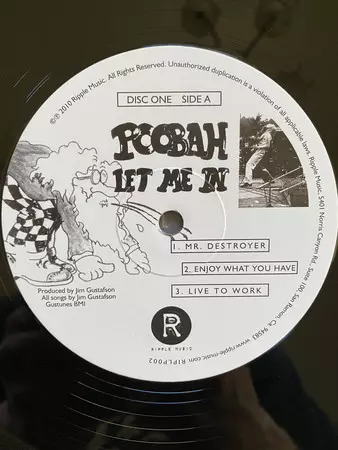 ©℗ 2010 Ripple Music. All Rights Reserved. Unauthorized duplication is a violation of all applicable laws. Ripple Music, 5401 Norris Canyon Rd., Suite 100, San Ramon, Ca. 94583 www.ripple-music.com RIPLP002
DISC ONE SIDE A
POOBAH
LET ME IN
1. MR. DESTROYER
2. ENJOY WHAT YOU HAVE
3. LIVE TO WORK
Produced by Jim Gustafson
All songs by Jim Gustafson
Gustunes BMI
R
RIPPLE MUSIC